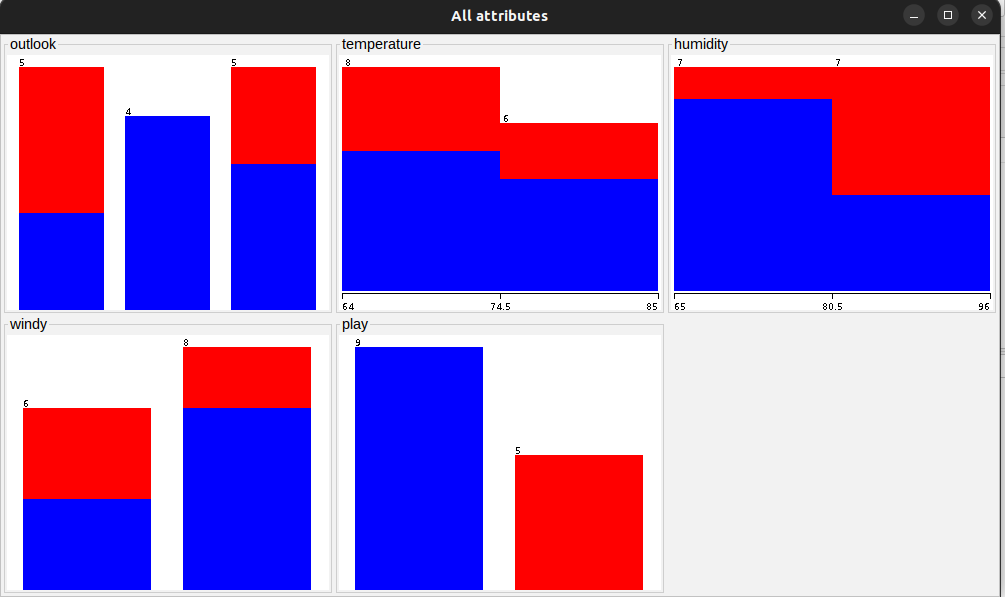 All attributes
outlook
5
4
5
temperature
8
6
64 74.5 85
humidity
7 7
65 80.5 96
windy
6
8
play
9
5